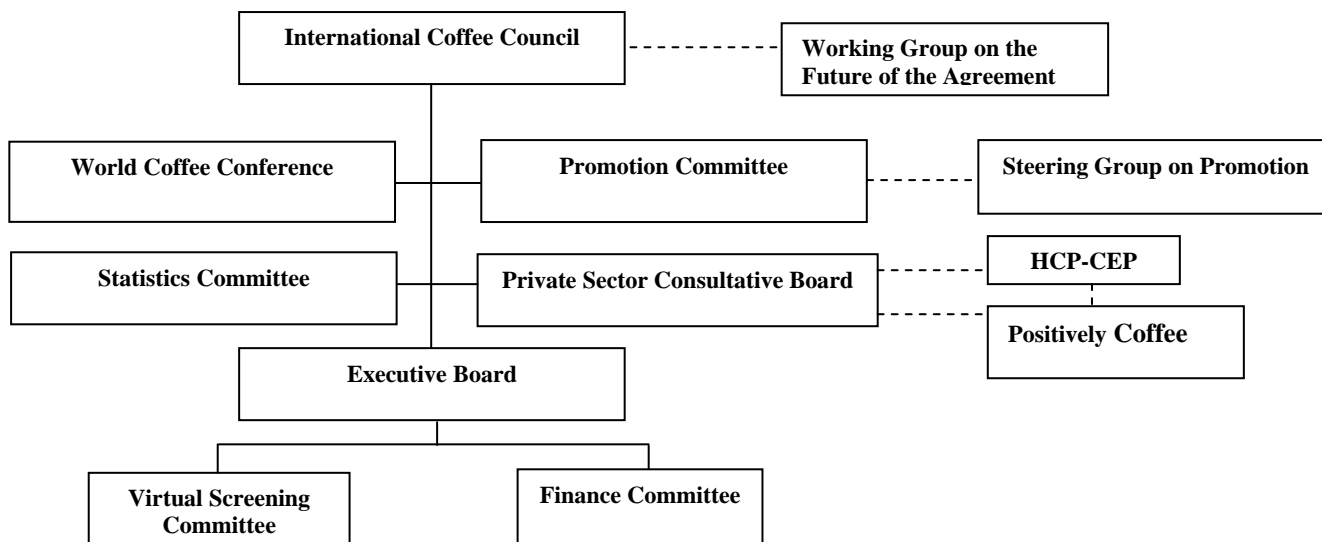 International Coffee Council
Working Group on the
Future of the Agreement
World Coffee Conference
Promotion Committee
Steering Group on Promotion
Statistics Committee
Private Sector Consultative Board
HCP-CEP
Positively Coffee
Executive Board
Virtual Screening
Committee
Finance Committee